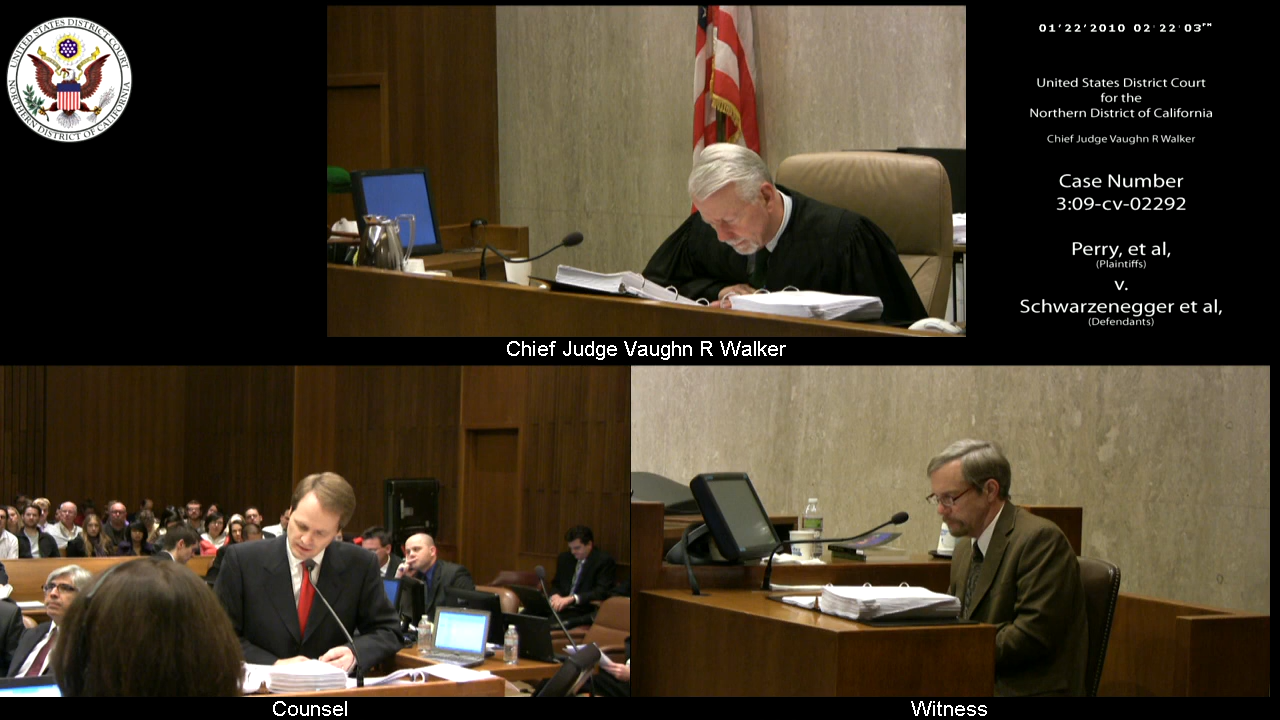 UNITED STATES DISTRICT COURT
NORTHERN DISTRICT OF CALIFORNIA
01'22'2010 02:22:03PM
United States District Court
for the
Northern District of California
Chief Judge Vaughn R Walker
Case Number
3:09-cv-02292
Perry, et al,
(Plaintiffs)
v.
Schwarzenegger et al,
(Defendants)
Chief Judge Vaughn R Walker
Counsel
Witness